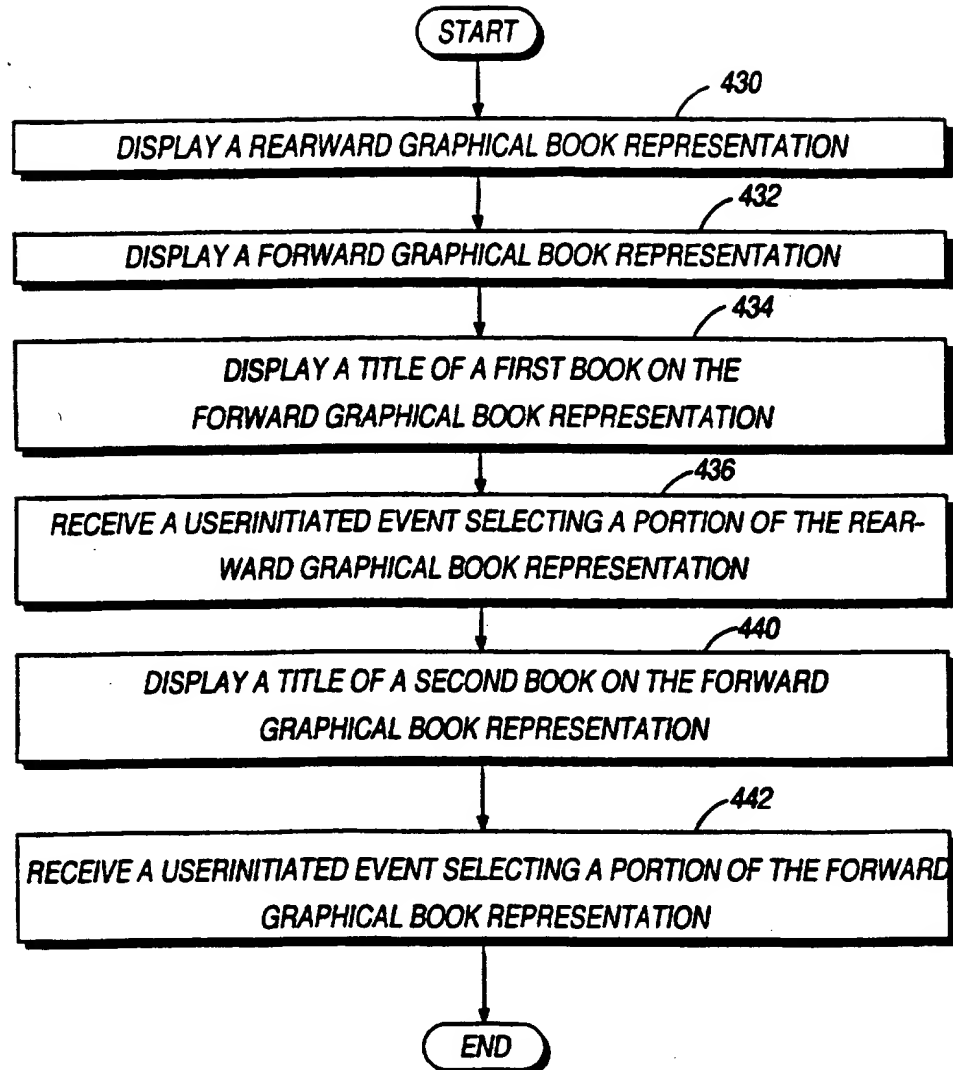 START
430
DISPLAY A REARWARD GRAPHICAL BOOK REPRESENTATION
432
DISPLAY A FORWARD GRAPHICAL BOOK REPRESENTATION
434
DISPLAY A TITLE OF A FIRST BOOK ON THE
FORWARD GRAPHICAL BOOK REPRESENTATION
436
RECEIVE A USERINITIATED EVENT SELECTING A PORTION OF THE REAR-
WARD GRAPHICAL BOOK REPRESENTATION
440
DISPLAY A TITLE OF A SECOND BOOK ON THE FORWARD
GRAPHICAL BOOK REPRESENTATION
442
RECEIVE A USERINITIATED EVENT SELECTING A PORTION OF THE FORWARD
GRAPHICAL BOOK REPRESENTATION
END